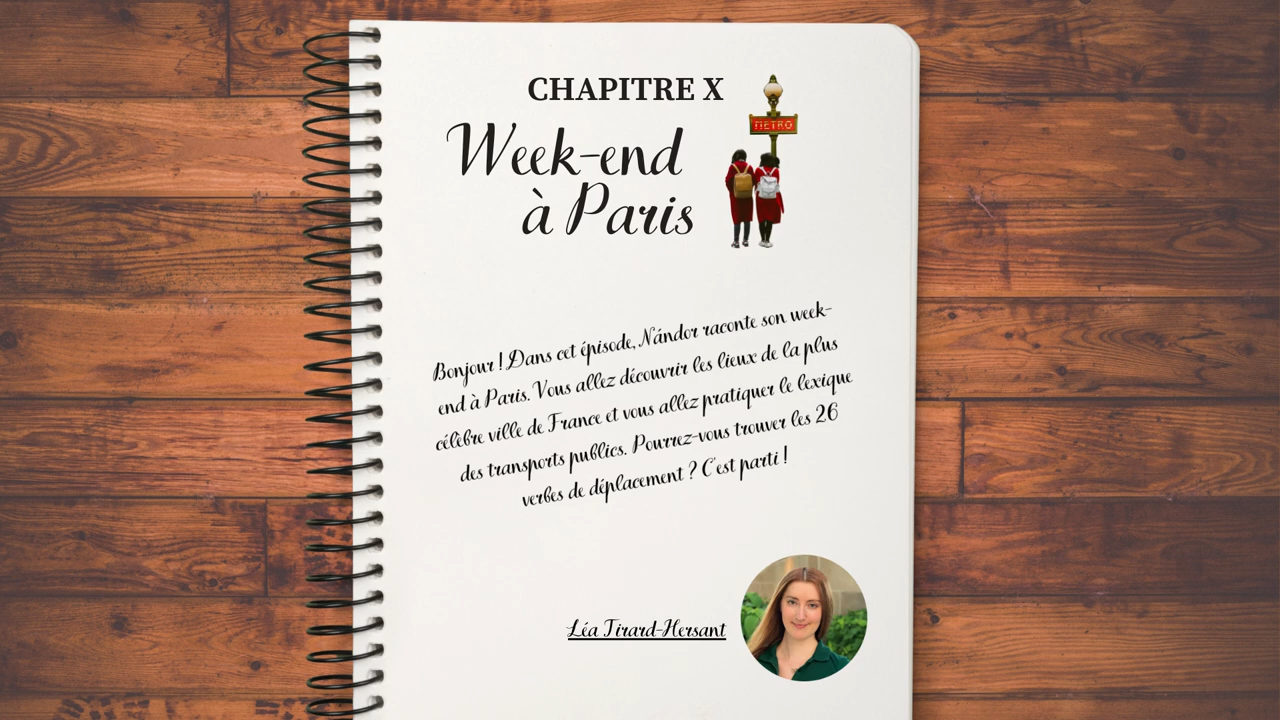 CHAPITRE X
METRO
Week-end
à Paris
Bonjour ! Dans cet épisode, Nándor raconte son week-
end à Paris. Vous allez découvrir les lieux de la plus
célèbre ville de France et vous allez pratiquer le lexique
des transports publics. Pourrez-vous trouver les 26
verbes de déplacement ? C'est parti !
Léa Tirard-Hersant